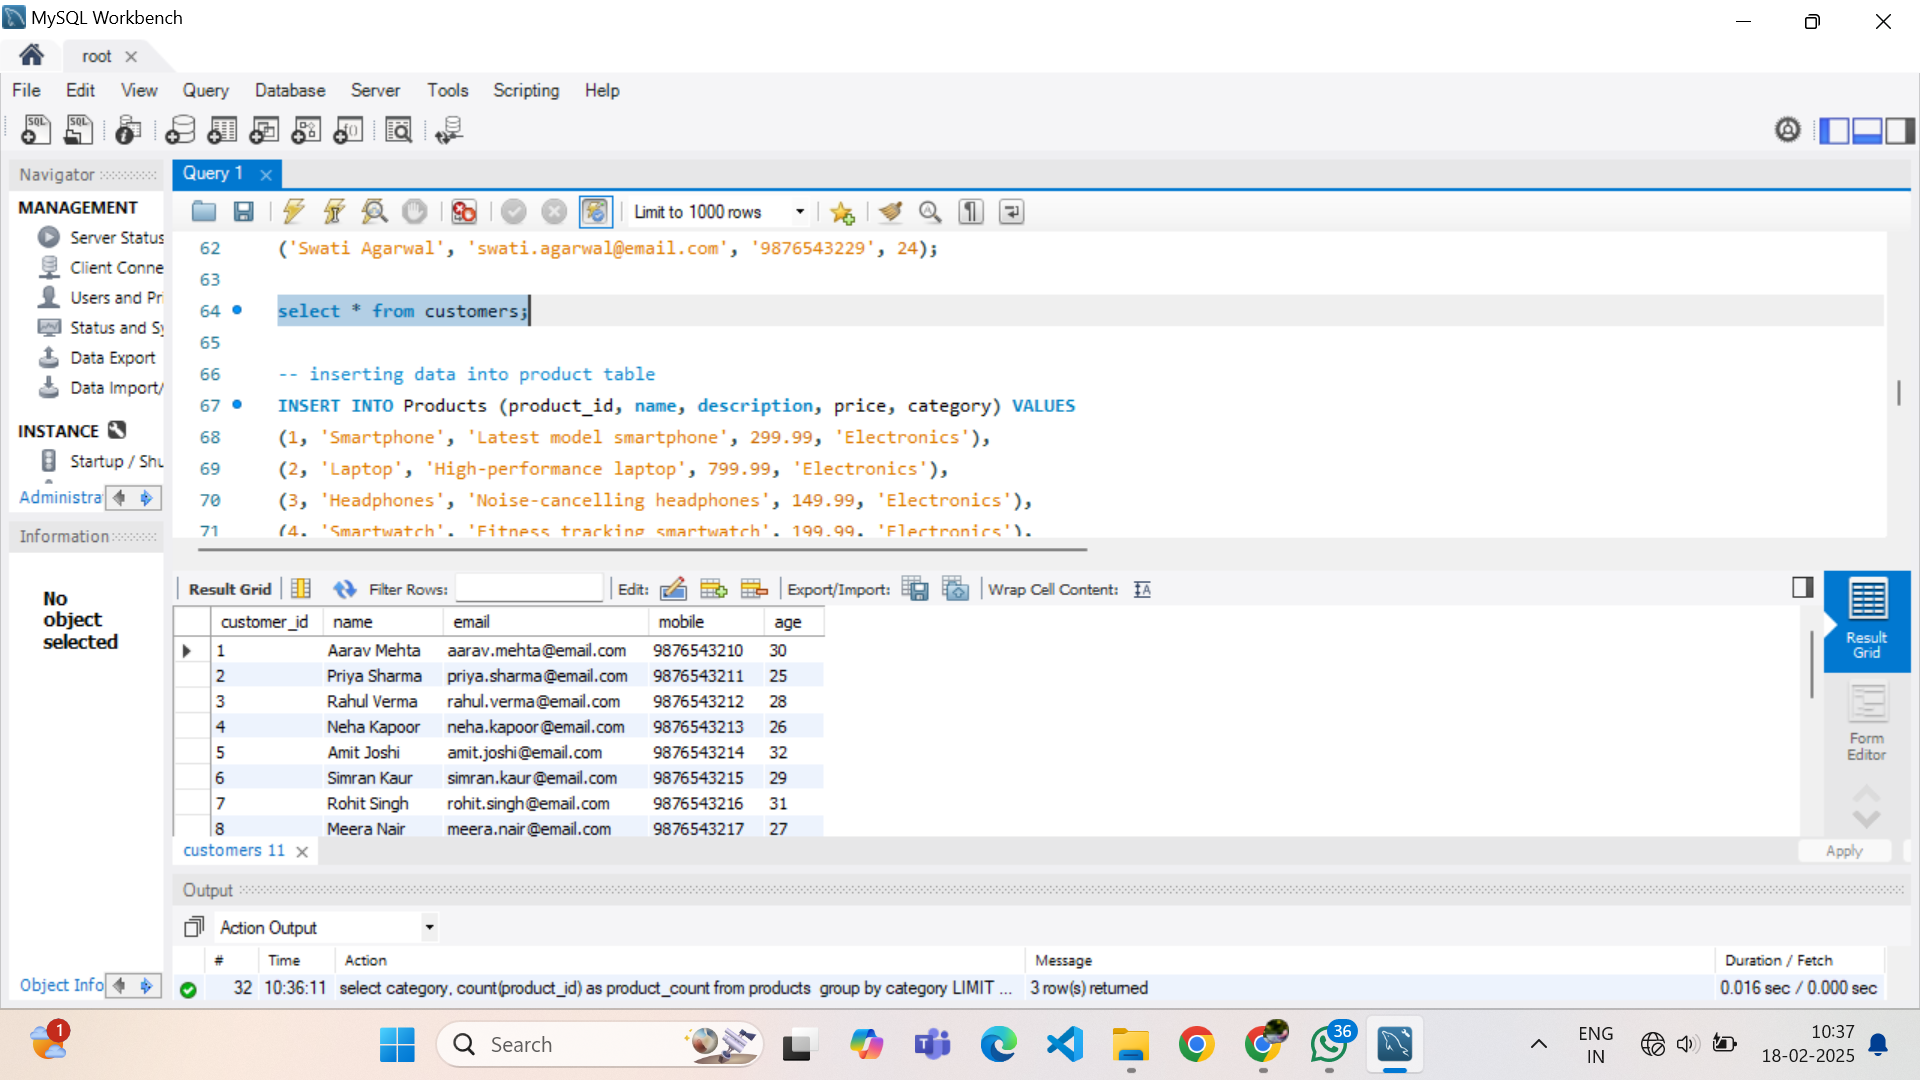 MySQL Workbench
root
File Edit View Query Database Server Tools Scripting Help
Navigator
MANAGEMENT
Server Status
Client Conne
Users and Pri
Status and Sy
Data Export
Data Import/
INSTANCE
Startup / Shu
Administra
Information
No
object
selected
Object Info
Query 1
Limit to 1000 rows
62 ('Swati Agarwal', 'swati.agarwal@email.com', '9876543229', 24);
63
64 select * from customers;
65
66 -- inserting data into product table
67 INSERT INTO Products (product_id, name, description, price, category) VALUES
68 (1, 'Smartphone', 'Latest model smartphone', 299.99, 'Electronics'),
69 (2, 'Laptop', 'High-performance laptop', 799.99, 'Electronics'),
70 (3, 'Headphones', 'Noise-cancelling headphones', 149.99, 'Electronics'),
71 (4, 'Smartwatch', 'Fitness tracking smartwatch', 199.99, 'Electronics'),
Result Grid Filter Rows: Edit: Export/Import: Wrap Cell Content:
customer_id name email mobile age
1 Aarav Mehta aarav.mehta@email.com 9876543210 30
2 Priya Sharma priya.sharma@email.com 9876543211 25
3 Rahul Verma rahul.verma@email.com 9876543212 28
4 Neha Kapoor neha.kapoor@email.com 9876543213 26
5 Amit Joshi amit.joshi@email.com 9876543214 32
6 Simran Kaur simran.kaur@email.com 9876543215 29
7 Rohit Singh rohit.singh@email.com 9876543216 31
8 Meera Nair meera.nair@email.com 9876543217 27
Result
Grid
Form
Editor
customers 11
Apply
Output
Action Output
# Time Action Message Duration / Fetch
32 10:36:11 select category, count(product_id) as product_count from products group by category LIMIT ... 3 row(s) returned 0.016 sec / 0.000 sec
1
Search
36
ENG
IN
10:37
18-02-2025